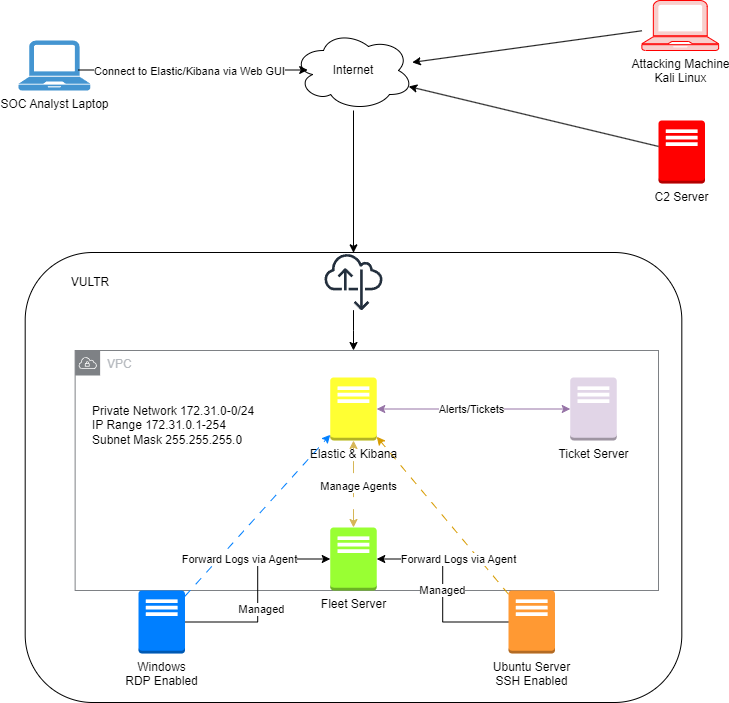 Connect to Elastic/Kibana via Web GUI
SOC Analyst Laptop
Internet
Attacking Machine
Kali Linux
C2 Server
VULTR
VPC
Private Network 172.31.0-0/24
IP Range 172.31.0.1-254
Subnet Mask 255.255.255.0
Alerts/Tickets
Elastic & Kibana
Ticket Server
Manage Agents
Forward Logs via Agent
Forward Logs via Agent
Managed
Fleet Server
Managed
Windows
RDP Enabled
Ubuntu Server
SSH Enabled